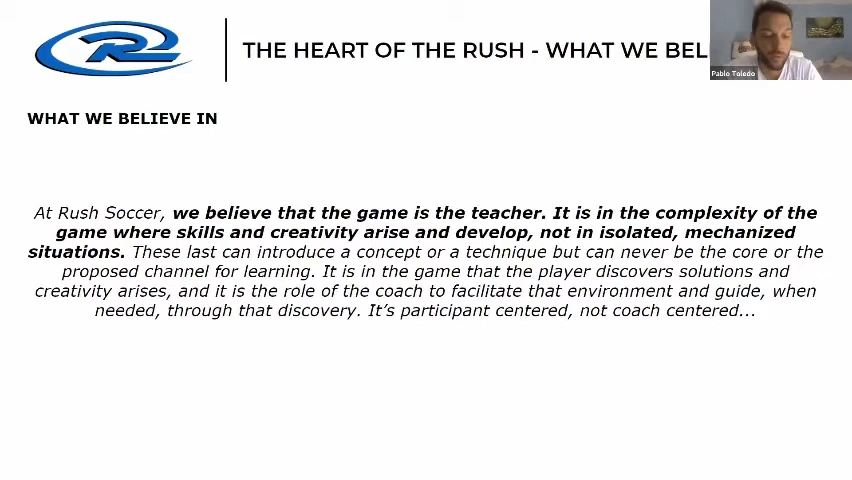 THE HEART OF THE RUSH - WHAT WE BEL
Pablo Toledo
WHAT WE BELIEVE IN
At Rush Soccer, we believe that the game is the teacher. It is in the complexity of the
game where skills and creativity arise and develop, not in isolated, mechanized
situations. These last can introduce a concept or a technique but can never be the core or the
proposed channel for learning. It is in the game that the player discovers solutions and
creativity arises, and it is the role of the coach to facilitate that environment and guide, when
needed, through that discovery. It’s participant centered, not coach centered...